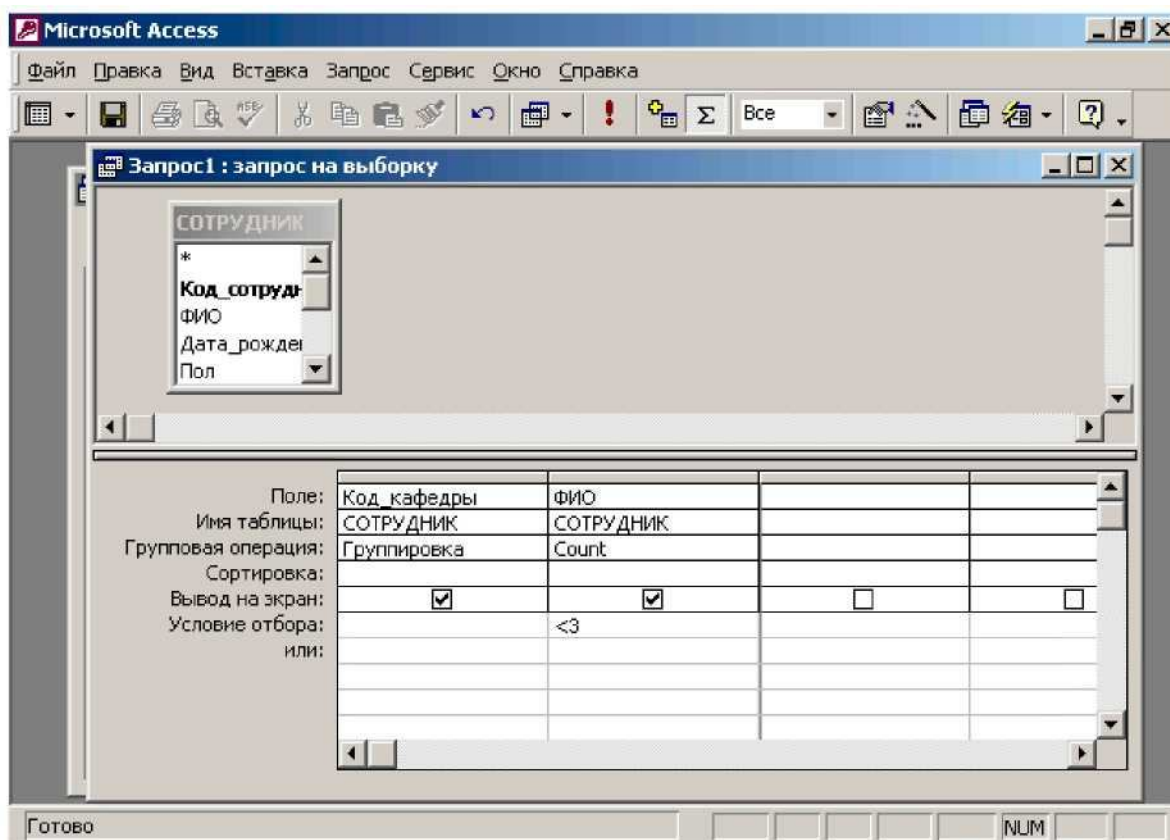 Microsoft Access
Файл Правка Вид Вставка Запрос Сервис Окно Справка
Все
Запрос1 : запрос на выборку
СОТРУДНИК
*
Код_сотрудн
ФИО
Дата_рожде
Пол
Поле: Код_кафедры ФИО
Имя таблицы: СОТРУДНИК СОТРУДНИК
Групповая операция: Группировка Count
Сортировка:
Вывод на экран:
Условие отбора: <3
или:
Готово NUM